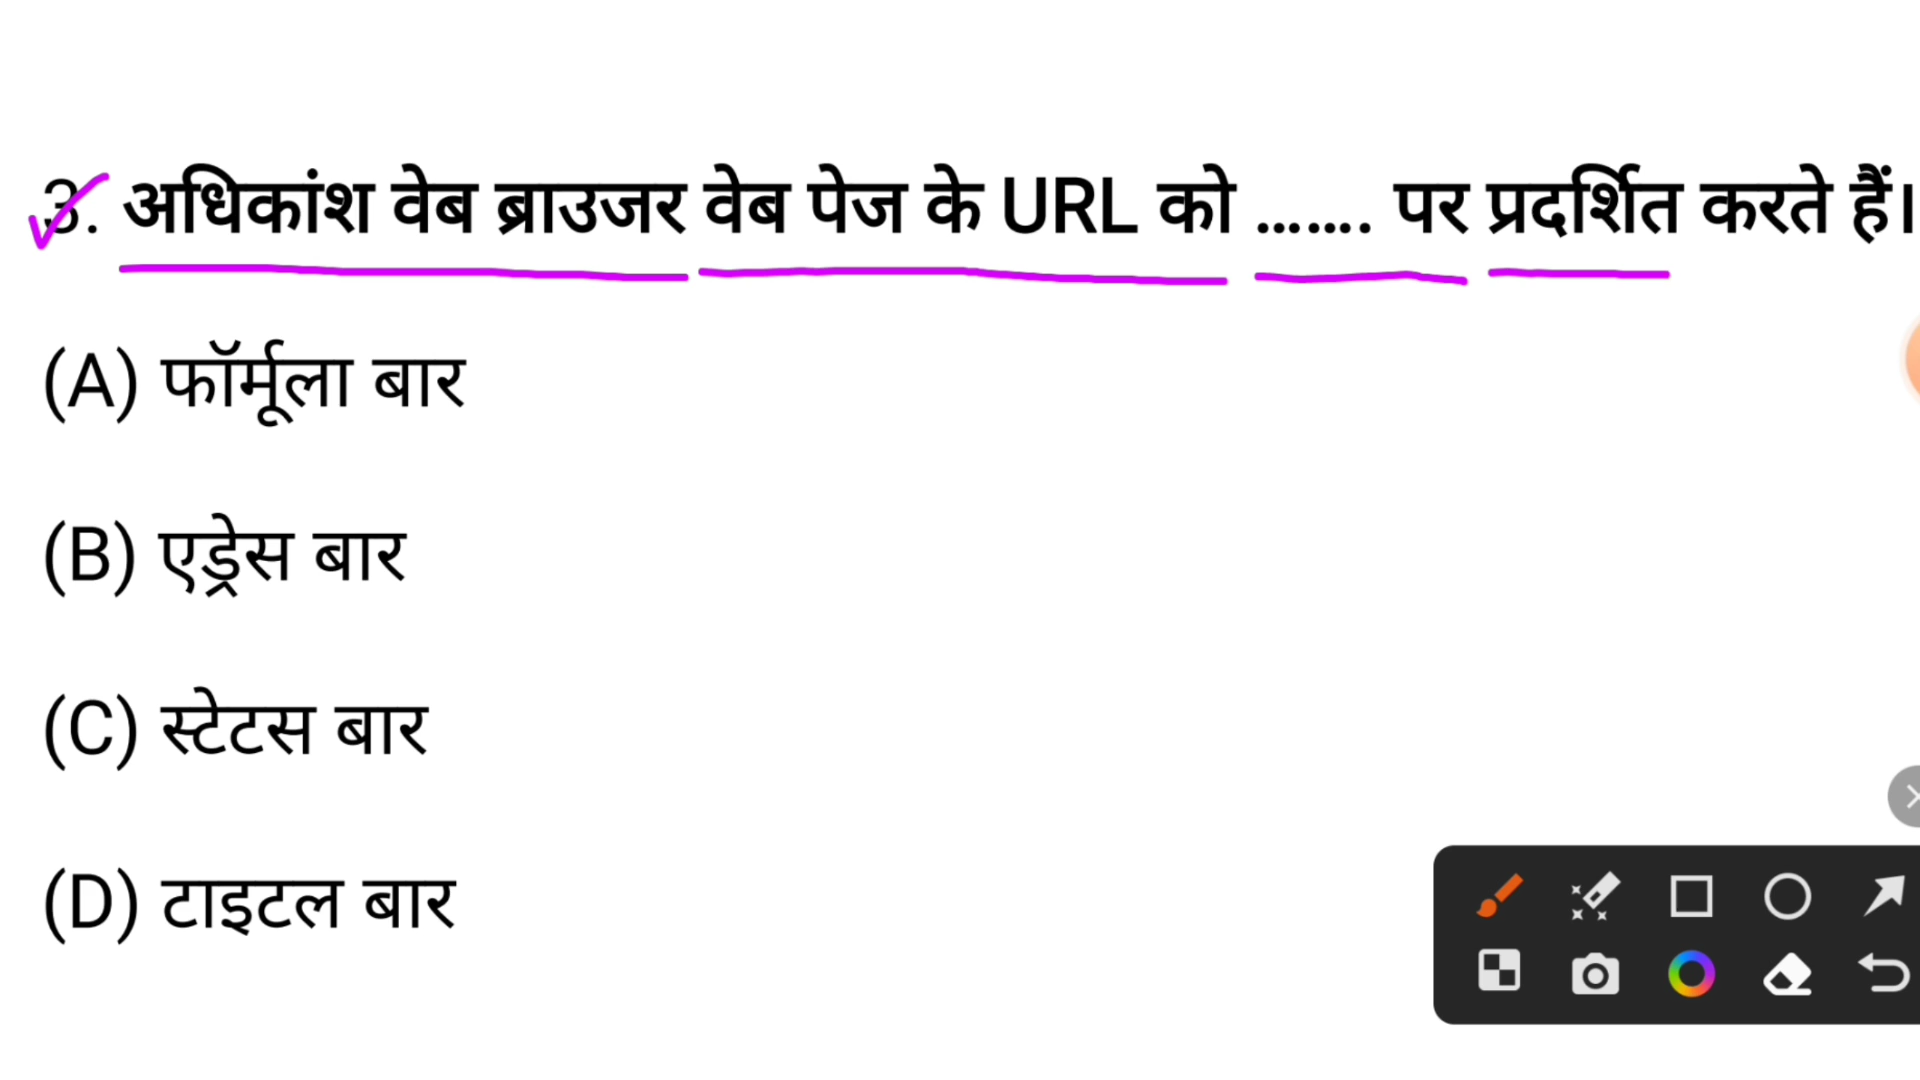 3. अधिकांश वेब ब्राउजर वेब पेज के URL को ....... पर प्रदर्शित करते हैं।
(A) फॉर्मूला बार
(B) एड्रेस बार
(C) स्टेटस बार
(D) टाइटल बार